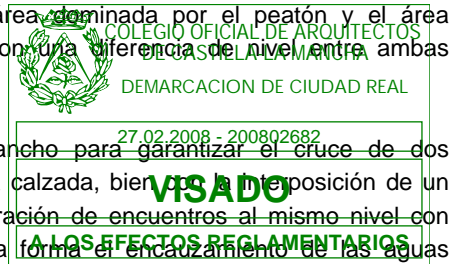 area dominada por el peatón y el área
COLEGIO OFICIAL DE ARQUITECTOS
con una diferencia de nivel entre ambas
DE CASTILLA-LA MANCHA
DEMARCACION DE CIUDAD REAL
27.02.2008 - 200802682
ancho para garantizar el cruce de dos
calzada, bien con la interposición de un
VISADO
ración de encuentros al mismo nivel con
A LOS EFECTOS REGLAMENTARIOS
a forma el encauzamiento de las aguas